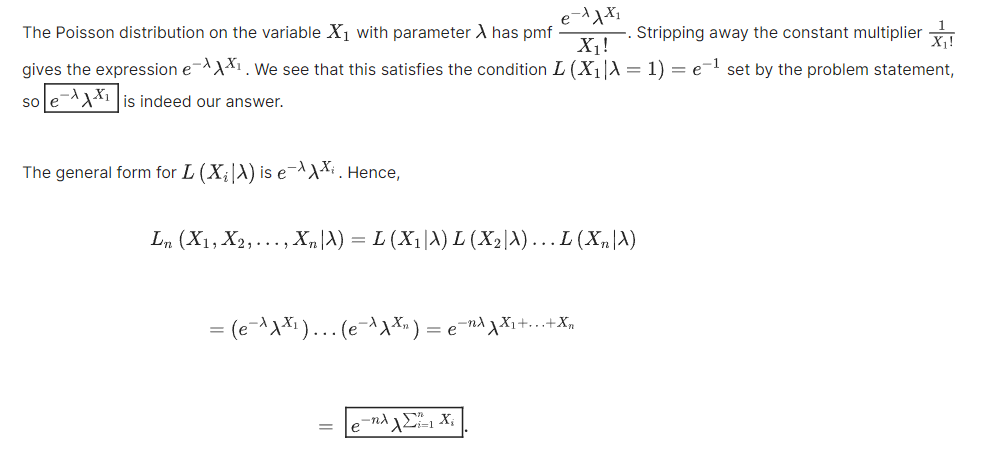 The Poisson distribution on the variable $X_1$ with parameter $\lambda$ has pmf $\dfrac{e^{-\lambda}\lambda^{X_1}}{X_1!}$. Stripping away the constant multiplier $\frac{1}{X_1!}$
gives the expression $e^{-\lambda}\lambda^{X_1}$. We see that this satisfies the condition $L\,(X_1|\lambda = 1) = e^{-1}$ set by the problem statement,
so $\boxed{e^{-\lambda}\lambda^{X_1}}$ is indeed our answer.
The general form for $L\,(X_i|\lambda)$ is $e^{-\lambda}\lambda^{X_i}$. Hence,
$L_n\,(X_1, X_2, \ldots, X_n|\lambda) = L\,(X_1|\lambda)\,L\,(X_2|\lambda) \ldots L\,(X_n|\lambda)$
$= (e^{-\lambda}\lambda^{X_1}) \ldots (e^{-\lambda}\lambda^{X_n}) = e^{-n\lambda}\lambda^{X_1+\ldots+X_n}$
$= \boxed{e^{-n\lambda}\lambda^{\sum_{i=1}^{n} X_i}}.$